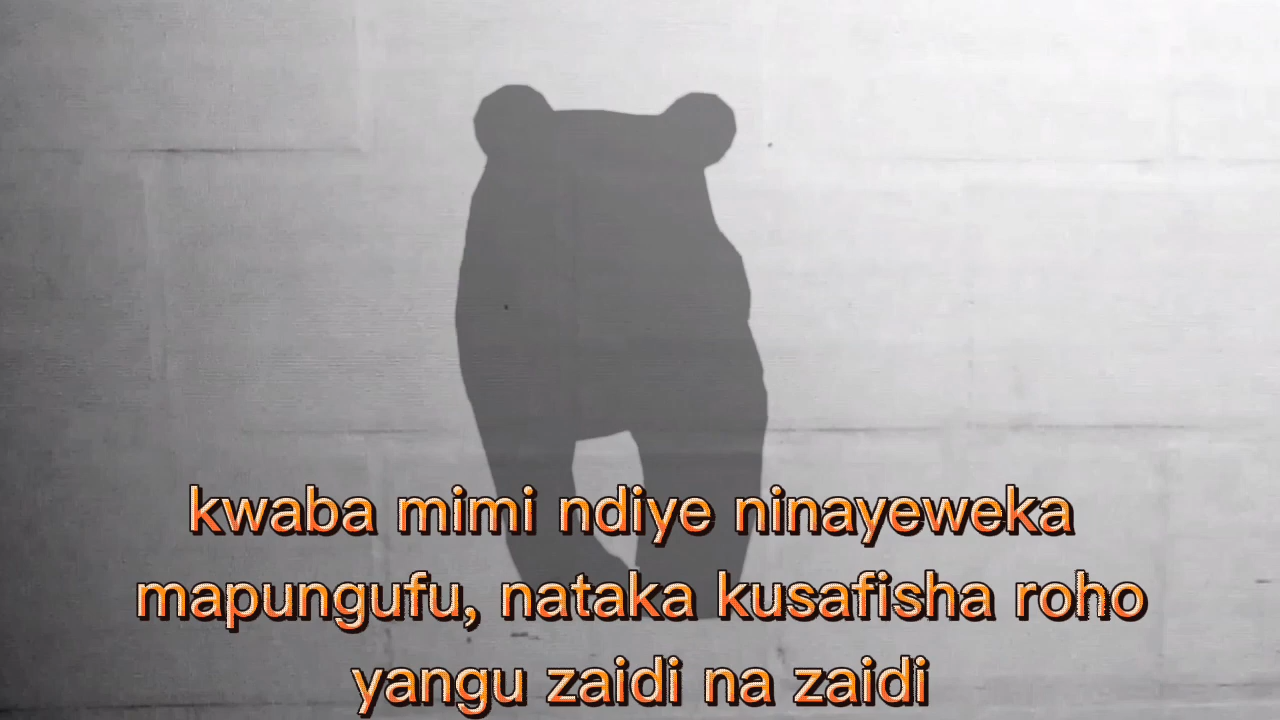 kwaba mimi ndiye ninayeweka
mapungufu, nataka kusafisha roho
yangu zaidi na zaidi